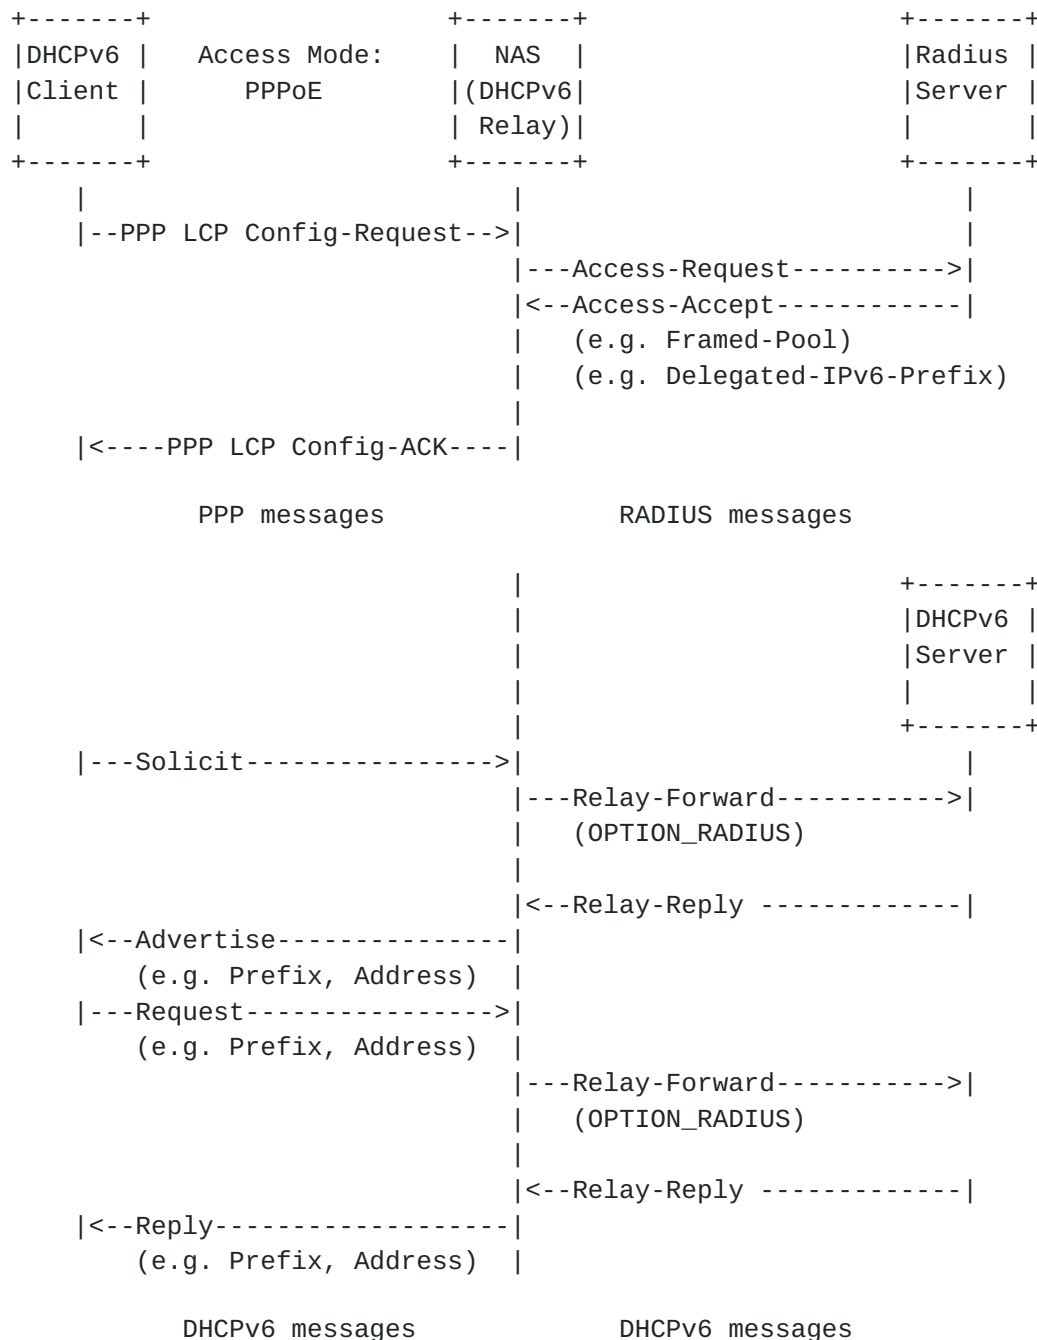 +-------+                   +-------+                    +-------+
|DHCPv6 |   Access Mode:    |  NAS  |                    |Radius |
|Client |      PPPoE        |(DHCPv6|                    |Server |
|       |                   | Relay)|                    |       |
+-------+                   +-------+                    +-------+
    |                           |                            |
    |--PPP LCP Config-Request-->|                            |
                                |---Access-Request---------->|
                                |<--Access-Accept------------|
                                |   (e.g. Framed-Pool)
                                |   (e.g. Delegated-IPv6-Prefix)
                                |
    |<----PPP LCP Config-ACK----|

            PPP messages               RADIUS messages

                                |                        +-------+
                                |                        |DHCPv6 |
                                |                        |Server |
                                |                        |       |
                                |                        +-------+
    |---Solicit---------------->|                            |
                                |---Relay-Forward----------->|
                                |   (OPTION_RADIUS)
                                |
                                |<--Relay-Reply -------------|
    |<--Advertise---------------|
        (e.g. Prefix, Address)  |
    |---Request---------------->|
        (e.g. Prefix, Address)  |
                                |---Relay-Forward----------->|
                                |   (OPTION_RADIUS)
                                |
                                |<--Relay-Reply -------------|
    |<--Reply-------------------|
        (e.g. Prefix, Address)  |

           DHCPv6 messages             DHCPv6 messages